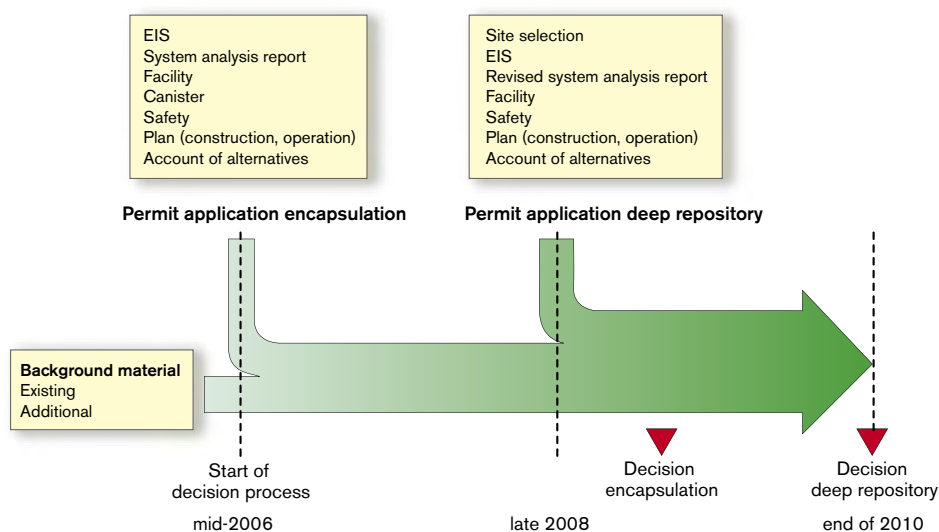 EIS
System analysis report
Facility
Canister
Safety
Plan (construction, operation)
Account of alternatives
Site selection
EIS
Revised system analysis report
Facility
Safety
Plan (construction, operation)
Account of alternatives
Permit application encapsulation
Permit application deep repository
Background material
Existing
Additional
Start of
decision process
mid-2006
late 2008
Decision
encapsulation
Decision
deep repository
end of 2010